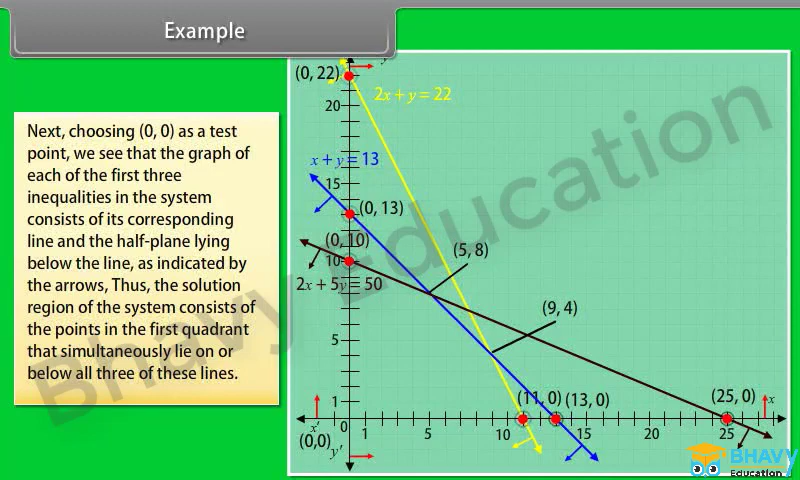 Example
Next, choosing (0, 0) as a test
point, we see that the graph of
each of the first three
inequalities in the system
consists of its corresponding
line and the half-plane lying
below the line, as indicated by
the arrows, Thus, the solution
region of the system consists of
the points in the first quadrant
that simultaneously lie on or
below all three of these lines.
(0, 22)
2x + y = 22
20
x + y = 13
15
(0, 13)
(0, 10)
10
(5, 8)
2x + 5y = 50
(9, 4)
5
(11, 0)
(13, 0)
(25, 0)
1
x
x'
0
1
5
10
15
20
25
(0,0)
y'
Bhavy Education
BHAVY
Education